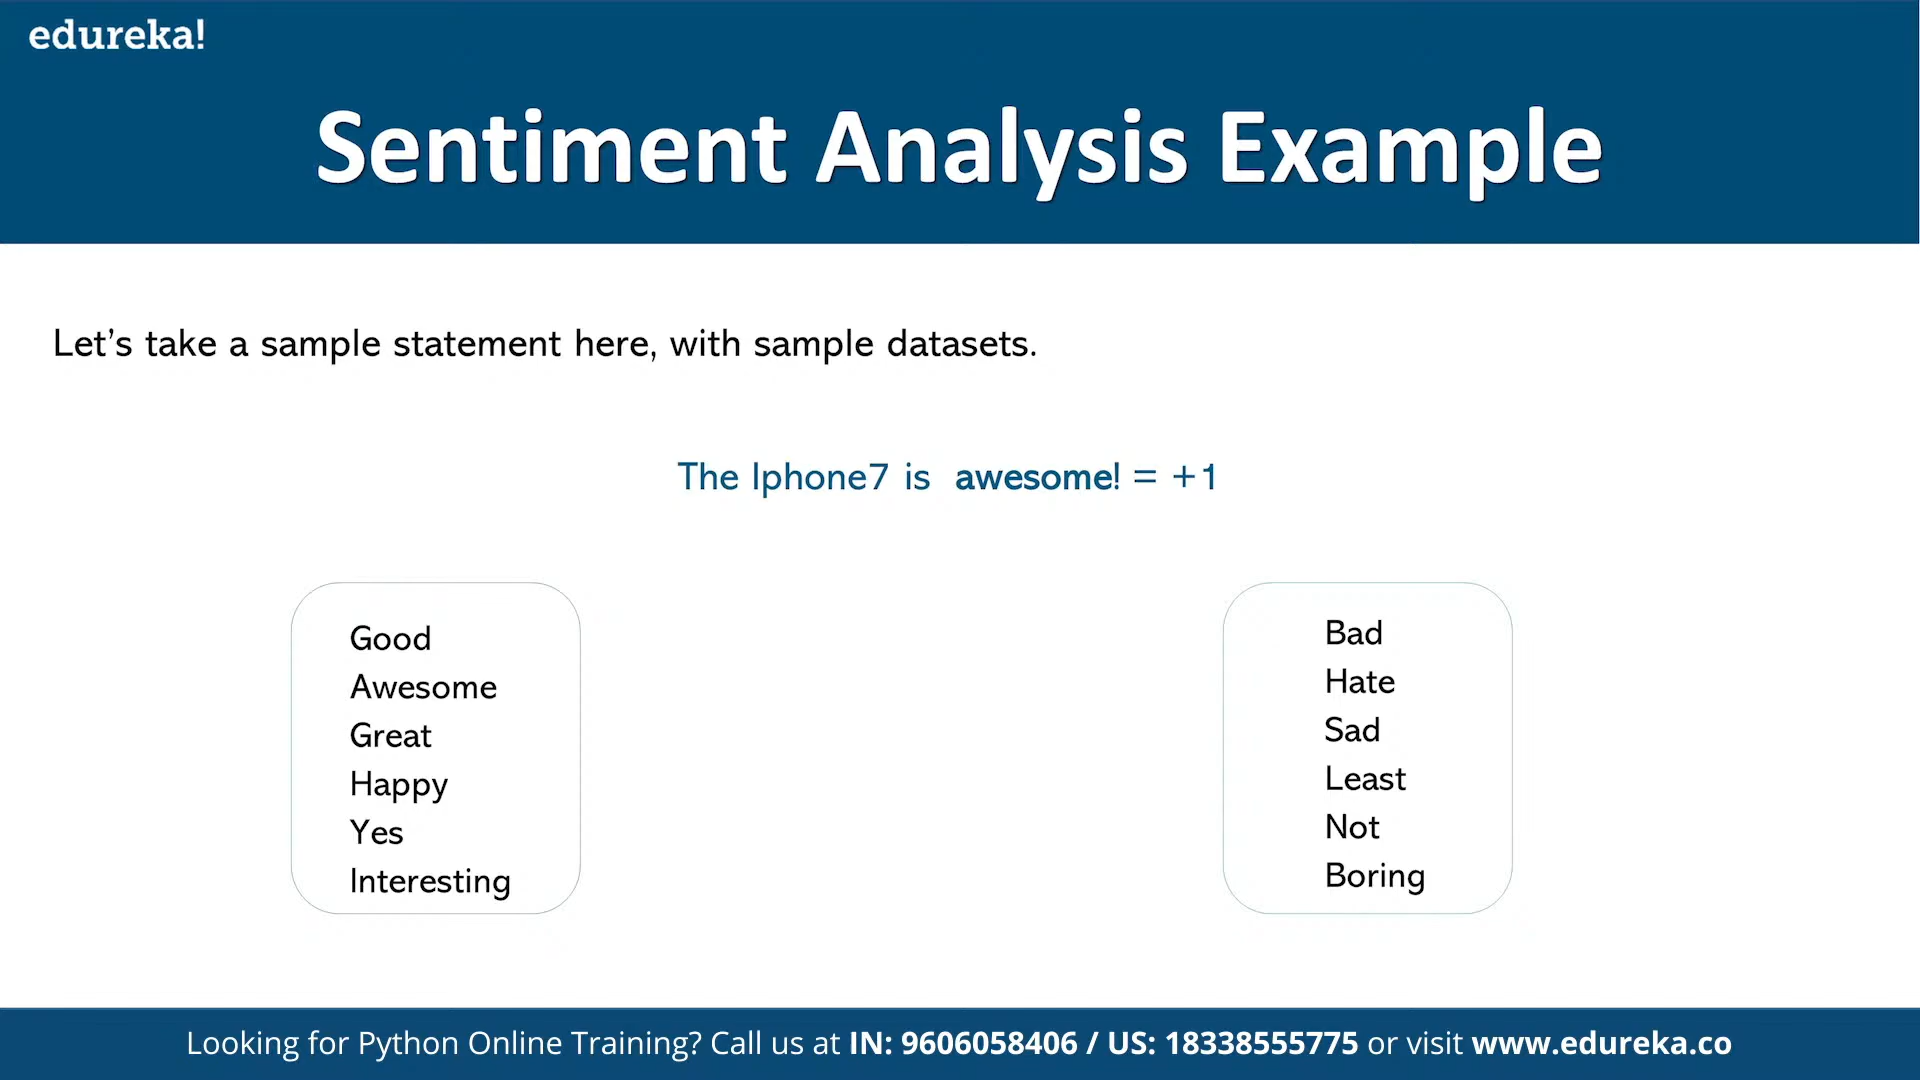 edureka!
Sentiment Analysis Example
Let’s take a sample statement here, with sample datasets.
The Iphone7 is awesome! = +1
Good
Awesome
Great
Happy
Yes
Interesting
Bad
Hate
Sad
Least
Not
Boring
Looking for Python Online Training? Call us at IN: 9606058406 / US: 18338555775 or visit www.edureka.co